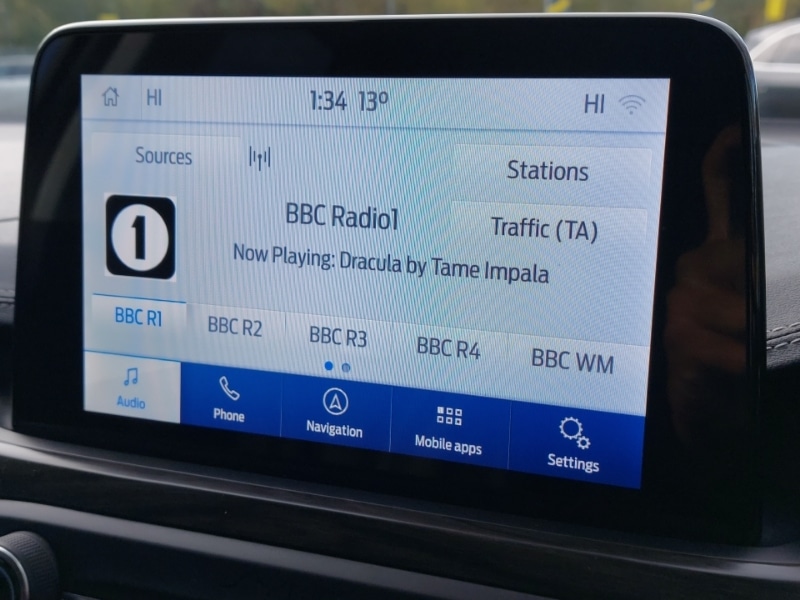 HI 1:34 13º HI
Sources
Stations
1
BBC Radio1
Traffic (TA)
Now Playing: Dracula by Tame Impala
BBC R1 BBC R2 BBC R3 BBC R4 BBC WM
Audio Phone Navigation Mobile apps Settings